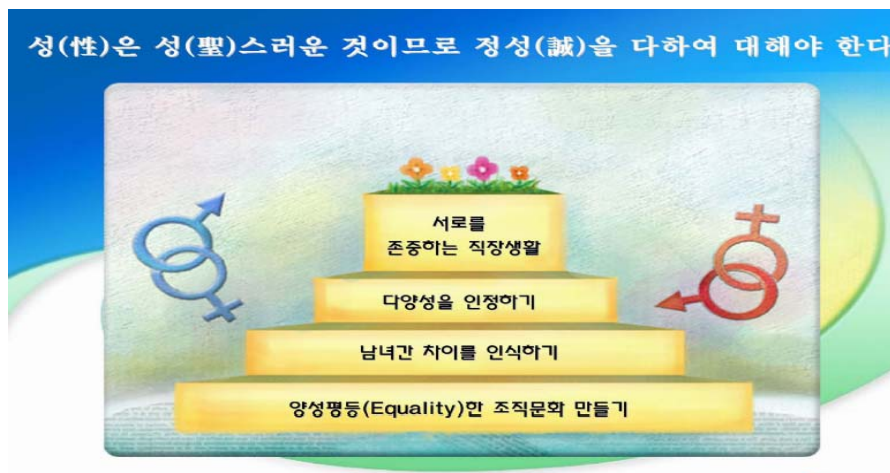 성(性)은 성(聖)스러운 것이므로 정성(誠)을 다하여 대해야 한다
서로를
존중하는 직장생활
다양성을 인정하기
남녀간 차이를 인식하기
양성평등(Equality)한 조직문화 만들기